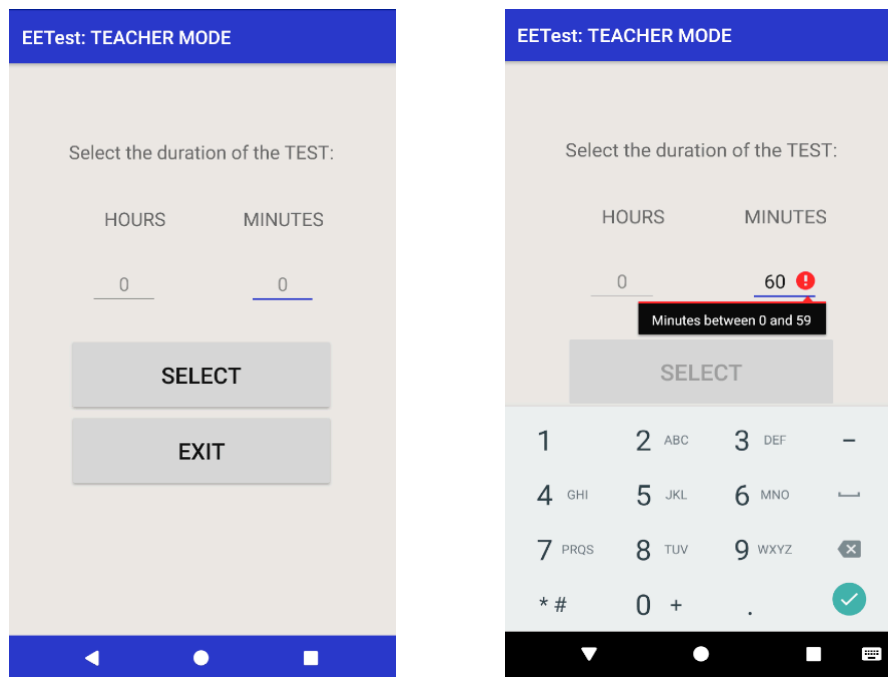 EETest: TEACHER MODE
Select the duration of the TEST:
HOURS MINUTES
0 0
SELECT
EXIT
EETest: TEACHER MODE
Select the duration of the TEST:
HOURS MINUTES
0 60
Minutes between 0 and 59
SELECT
1 2 ABC 3 DEF -
4 GHI 5 JKL 6 MNO
7 PRQS 8 TUV 9 WXYZ
* # 0 + .